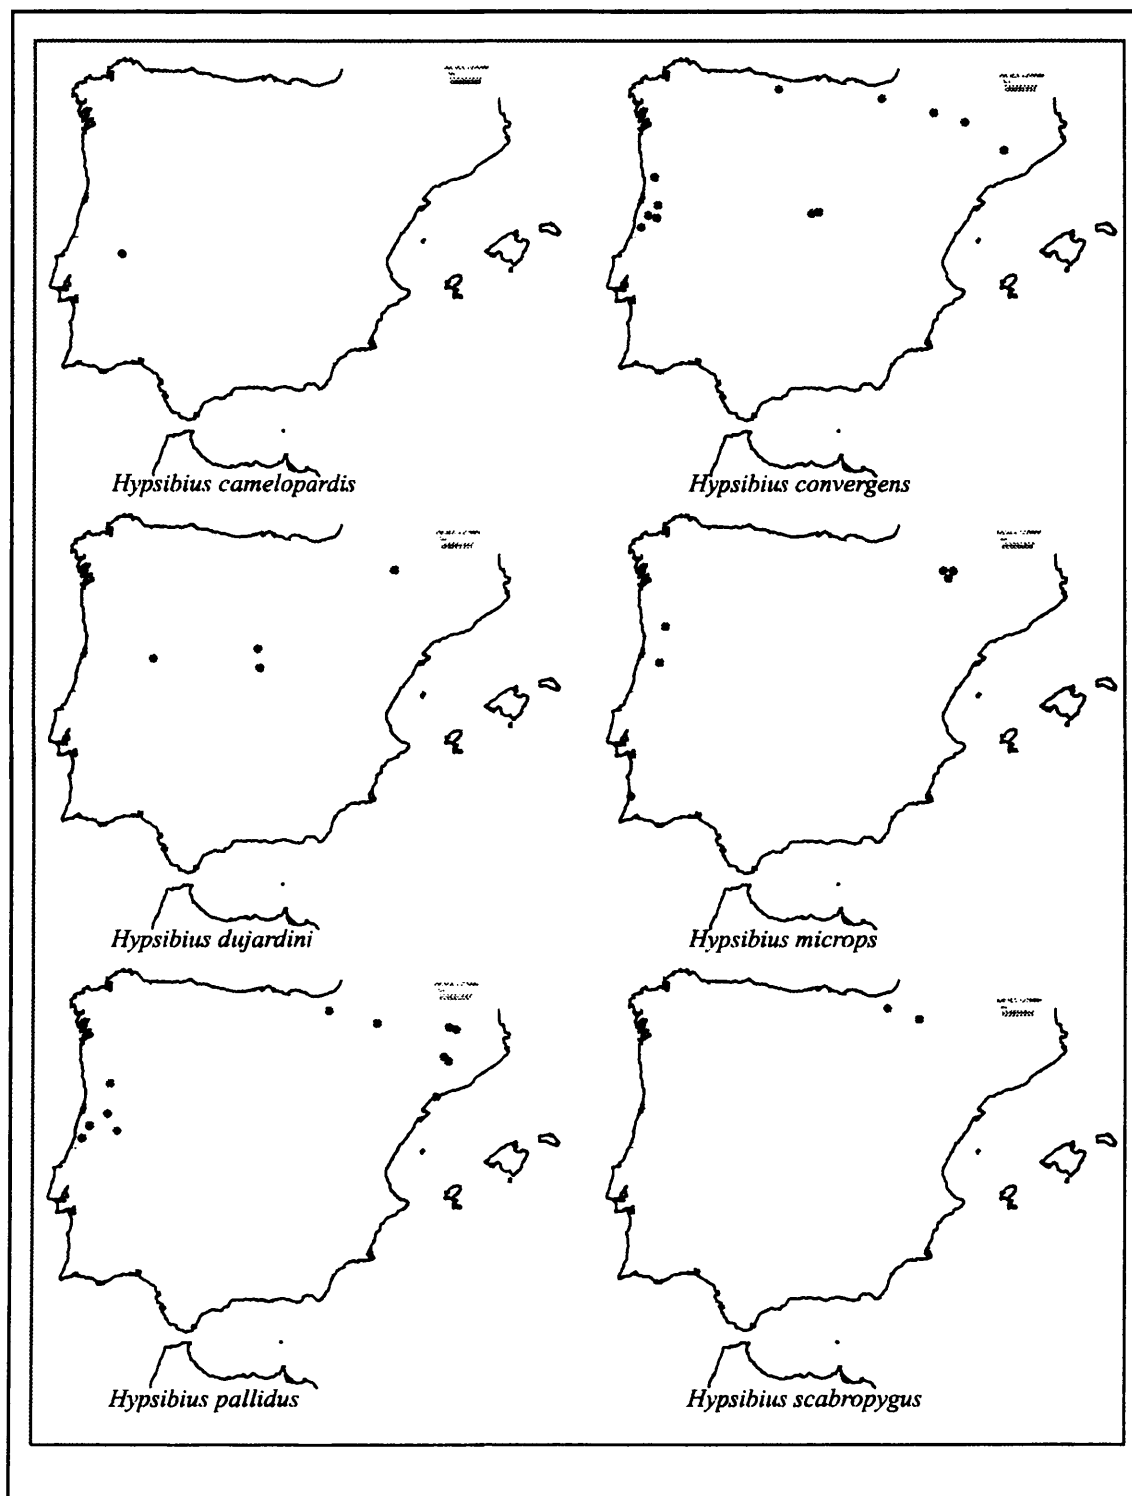 Hypsibius camelopardis
Hypsibius convergens
Hypsibius dujardini
Hypsibius microps
Hypsibius pallidus
Hypsibius scabropygus